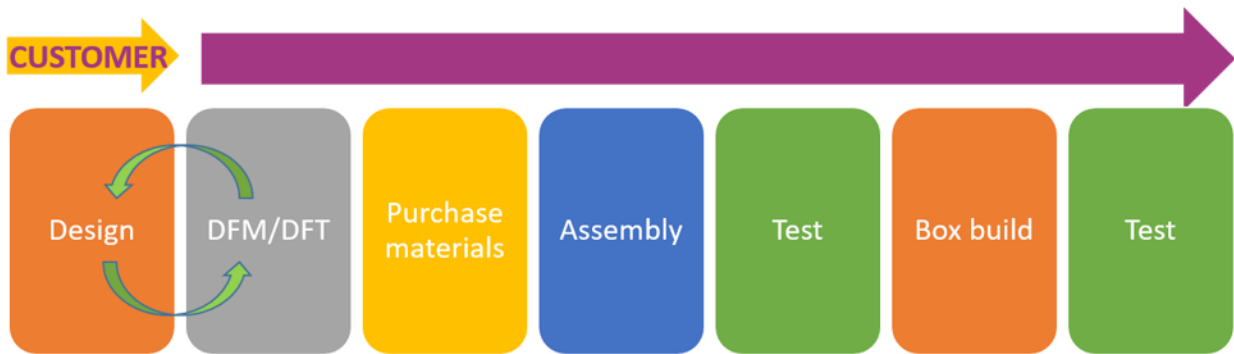 CUSTOMER
Design
DFM/DFT
Purchase
materials
Assembly
Test
Box build
Test